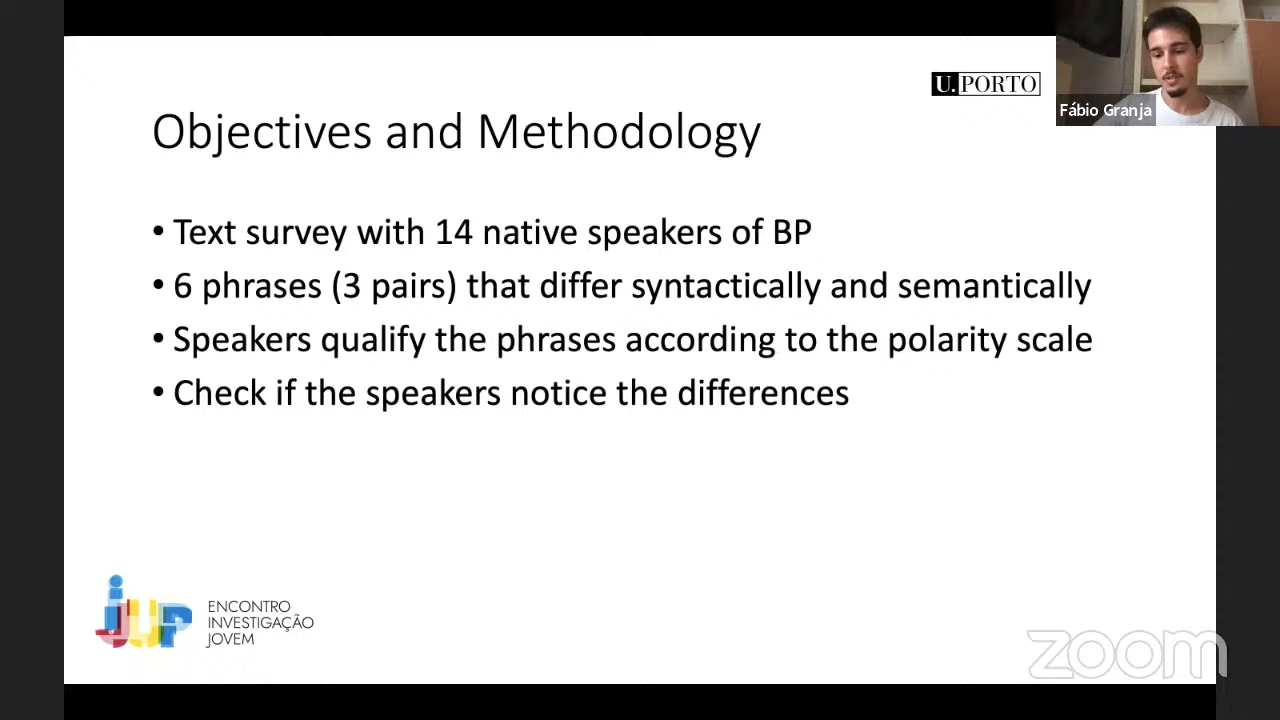 U. PORTO
Fábio Granja
Objectives and Methodology
• Text survey with 14 native speakers of BP
• 6 phrases (3 pairs) that differ syntactically and semantically
• Speakers qualify the phrases according to the polarity scale
• Check if the speakers notice the differences
iJUP
ENCONTRO
INVESTIGAÇÃO
JOVEM
zoom